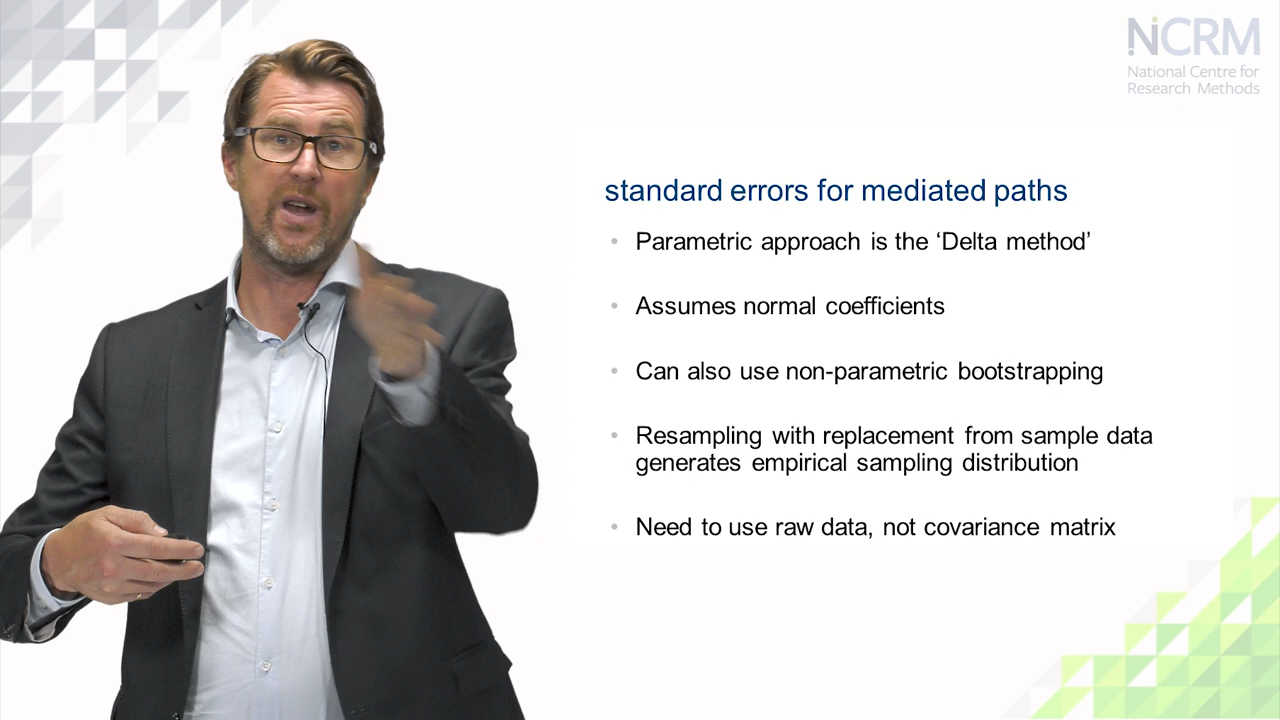 NCRM
National Centre for
Research Methods
standard errors for mediated paths
• Parametric approach is the ‘Delta method’
• Assumes normal coefficients
• Can also use non-parametric bootstrapping
• Resampling with replacement from sample data
generates empirical sampling distribution
• Need to use raw data, not covariance matrix